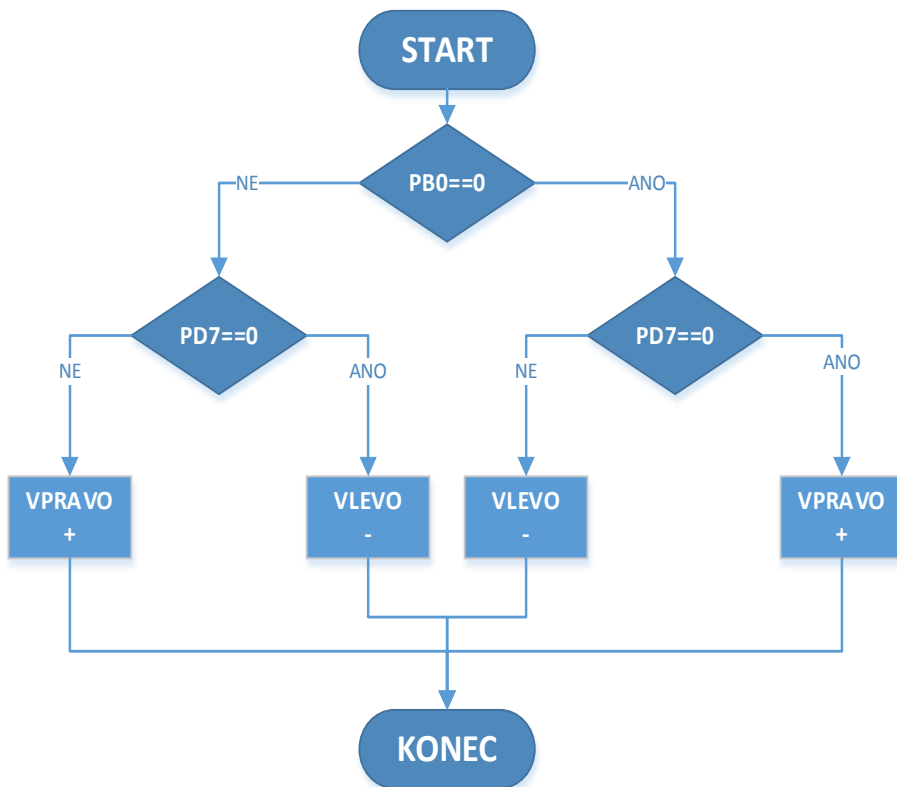 START
PB0==0
NE
ANO
PD7==0
PD7==0
NE
ANO
NE
ANO
VPRAVO
+
VLEVO
-
VLEVO
-
VPRAVO
+
KONEC